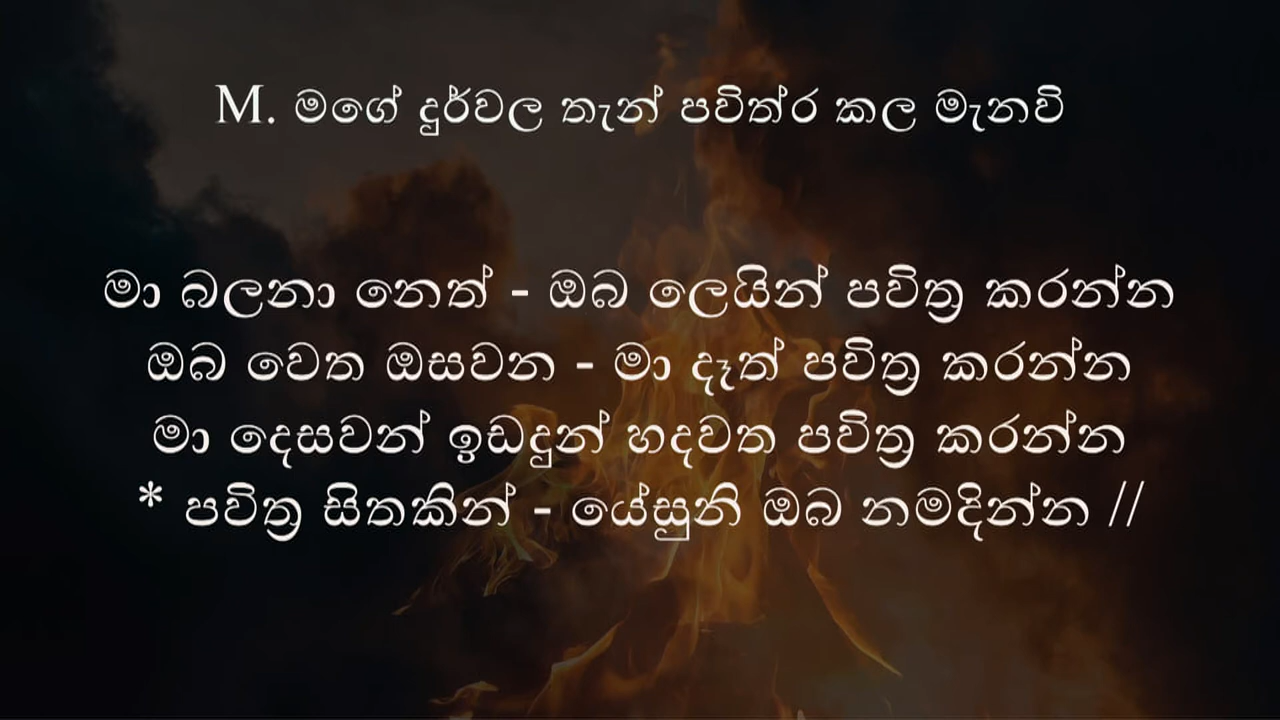 M. මගේ දුර්වල තැන් පවිත්ර කල මැනවි
මා බලනා නෙත් - ඔබ ලෙයින් පවිත්‍ර කරන්න
ඔබ වෙත ඔසවන - මා දෑත් පවිත්‍ර කරන්න
මා දෙසවන් ඉඩදුන් හදවත පවිත්‍ර කරන්න
* පවිත්‍ර සිතකින් - යේසුනි ඔබ නමදින්න //